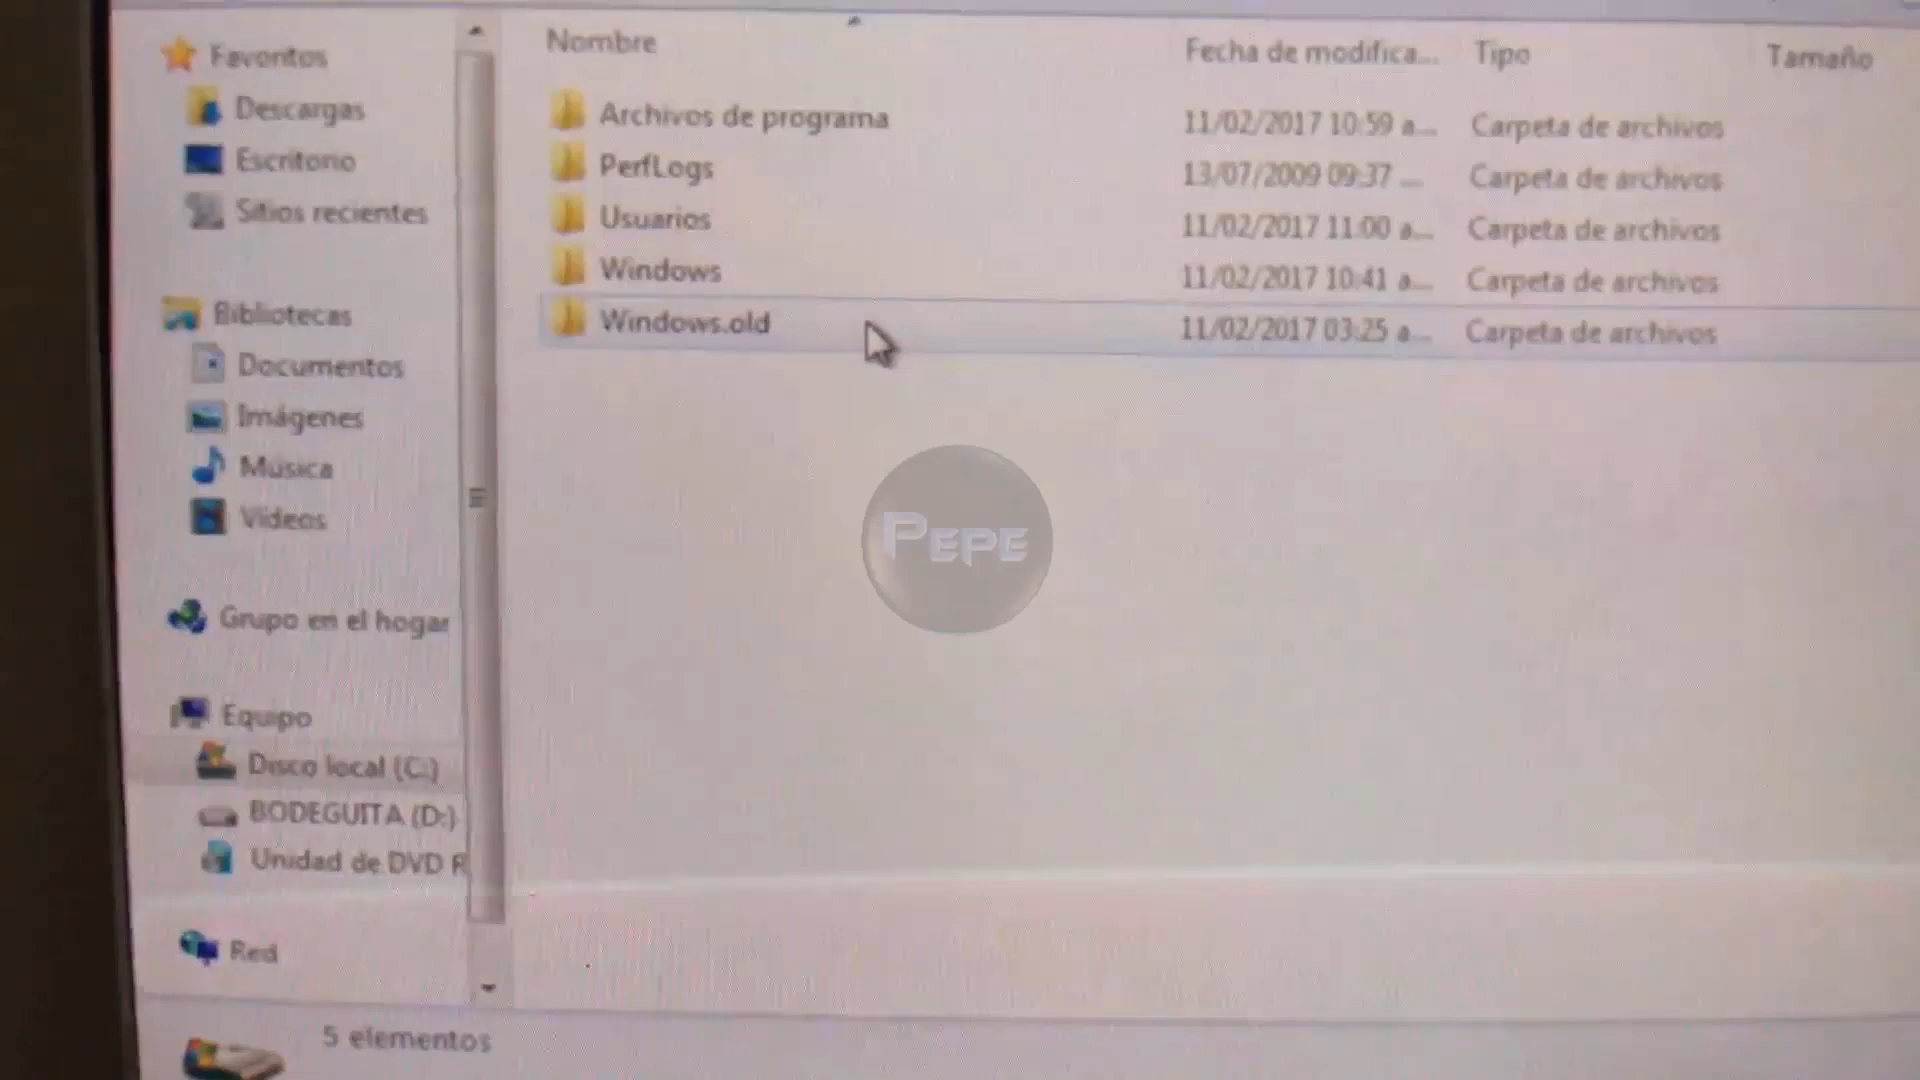 Favoritos
Descargas
Escritorio
Sitios recientes
Bibliotecas
Documentos
Imágenes
Música
Vídeos
Grupo en el hogar
Equipo
Disco local (C:)
BODEGUITA (D:)
Unidad de DVD R
Red
Nombre Fecha de modifica... Tipo Tamaño
Archivos de programa 11/02/2017 10:59 a... Carpeta de archivos
PerfLogs 13/07/2009 09:37 ... Carpeta de archivos
Usuarios 11/02/2017 11:00 a... Carpeta de archivos
Windows 11/02/2017 10:41 a... Carpeta de archivos
Windows.old 11/02/2017 03:25 a... Carpeta de archivos
PEPE
5 elementos